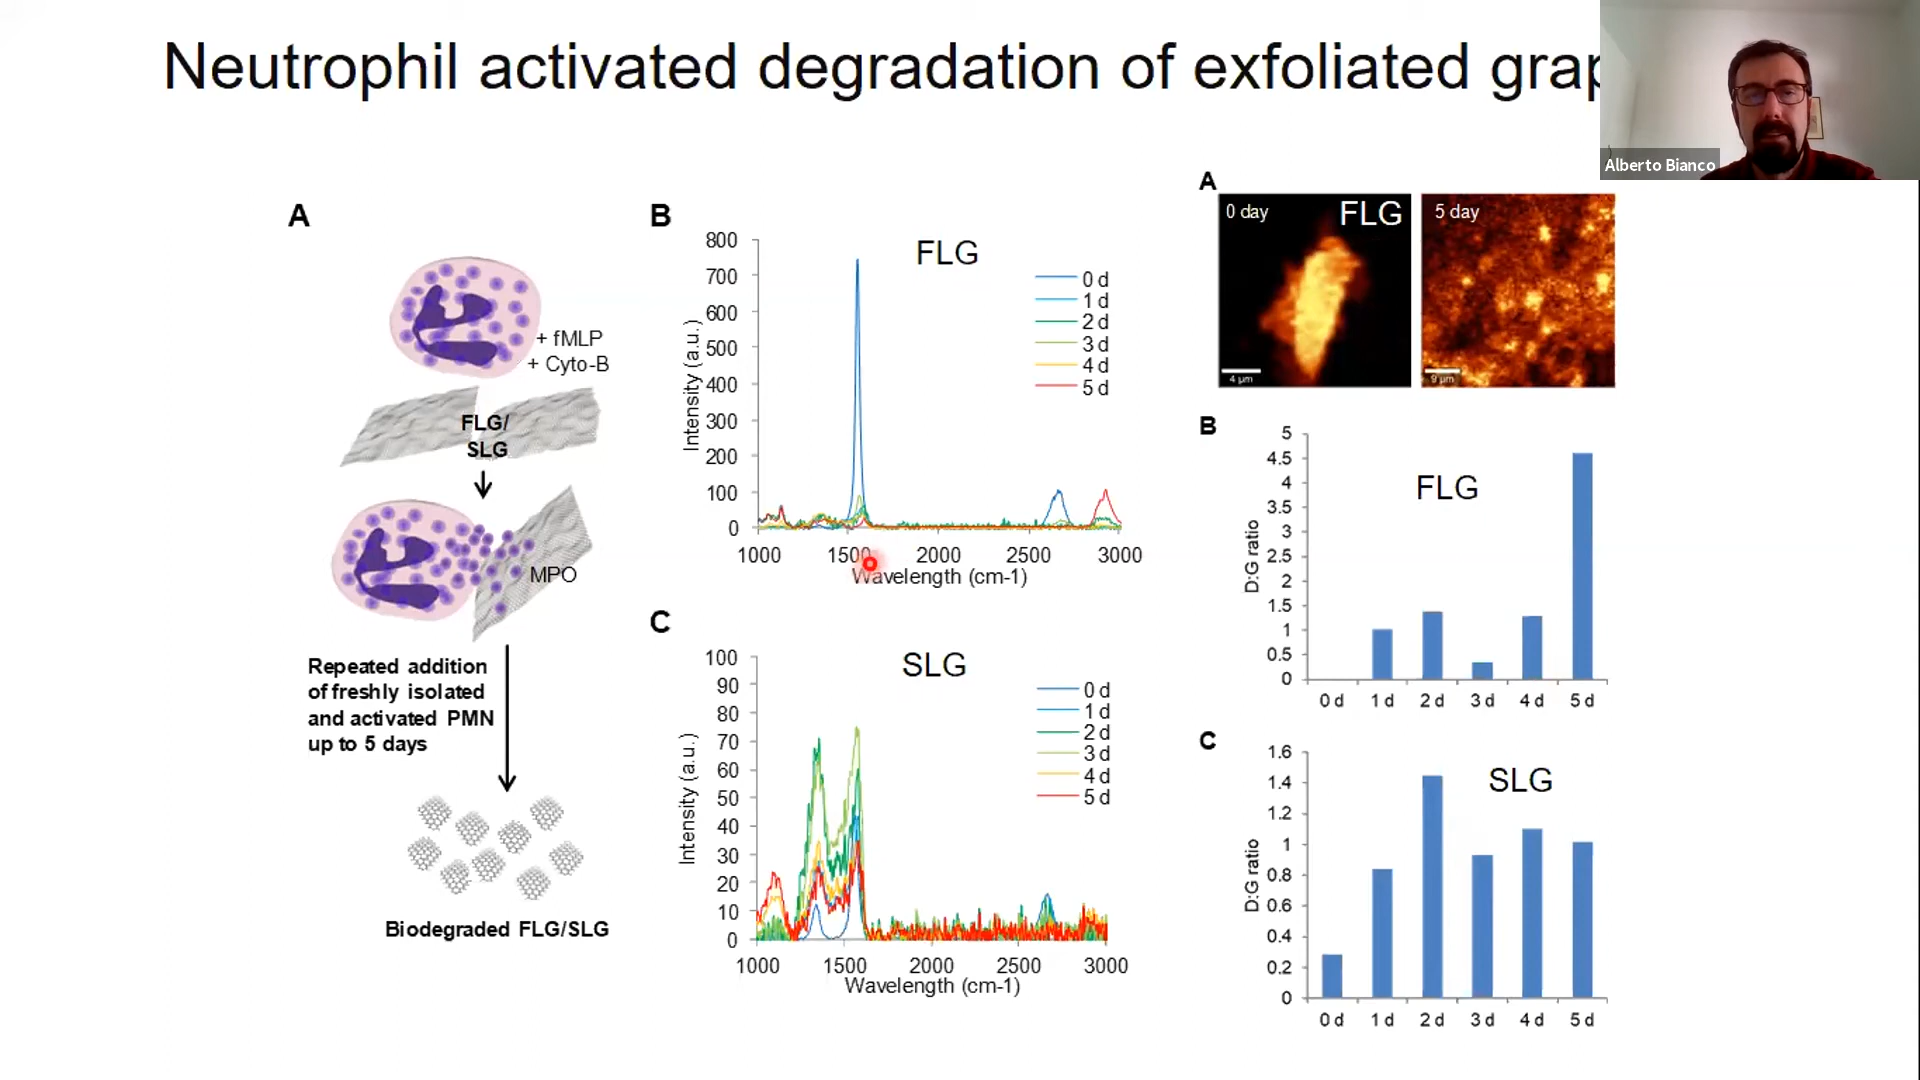 Neutrophil activated degradation of exfoliated grap
Alberto Bianco
A
+ fMLP
+ Cyto-B
FLG/
SLG
MPO
Repeated addition
of freshly isolated
and activated PMN
up to 5 days
Biodegraded FLG/SLG
B
FLG
800
700
600
500
400
300
200
100
0
Intensity (a.u.)
1000 1500 2000 2500 3000
Wavelength (cm-1)
0 d
1 d
2 d
3 d
4 d
5 d
C
SLG
100
90
80
70
60
50
40
30
20
10
0
Intensity (a.u.)
1000 1500 2000 2500 3000
Wavelength (cm-1)
0 d
1 d
2 d
3 d
4 d
5 d
A
0 day FLG
4 µm
5 day
9 µm
B
FLG
5
4.5
4
3.5
3
2.5
2
1.5
1
0.5
0
D:G ratio
0 d 1 d 2 d 3 d 4 d 5 d
C
SLG
1.6
1.4
1.2
1
0.8
0.6
0.4
0.2
0
D:G ratio
0 d 1 d 2 d 3 d 4 d 5 d